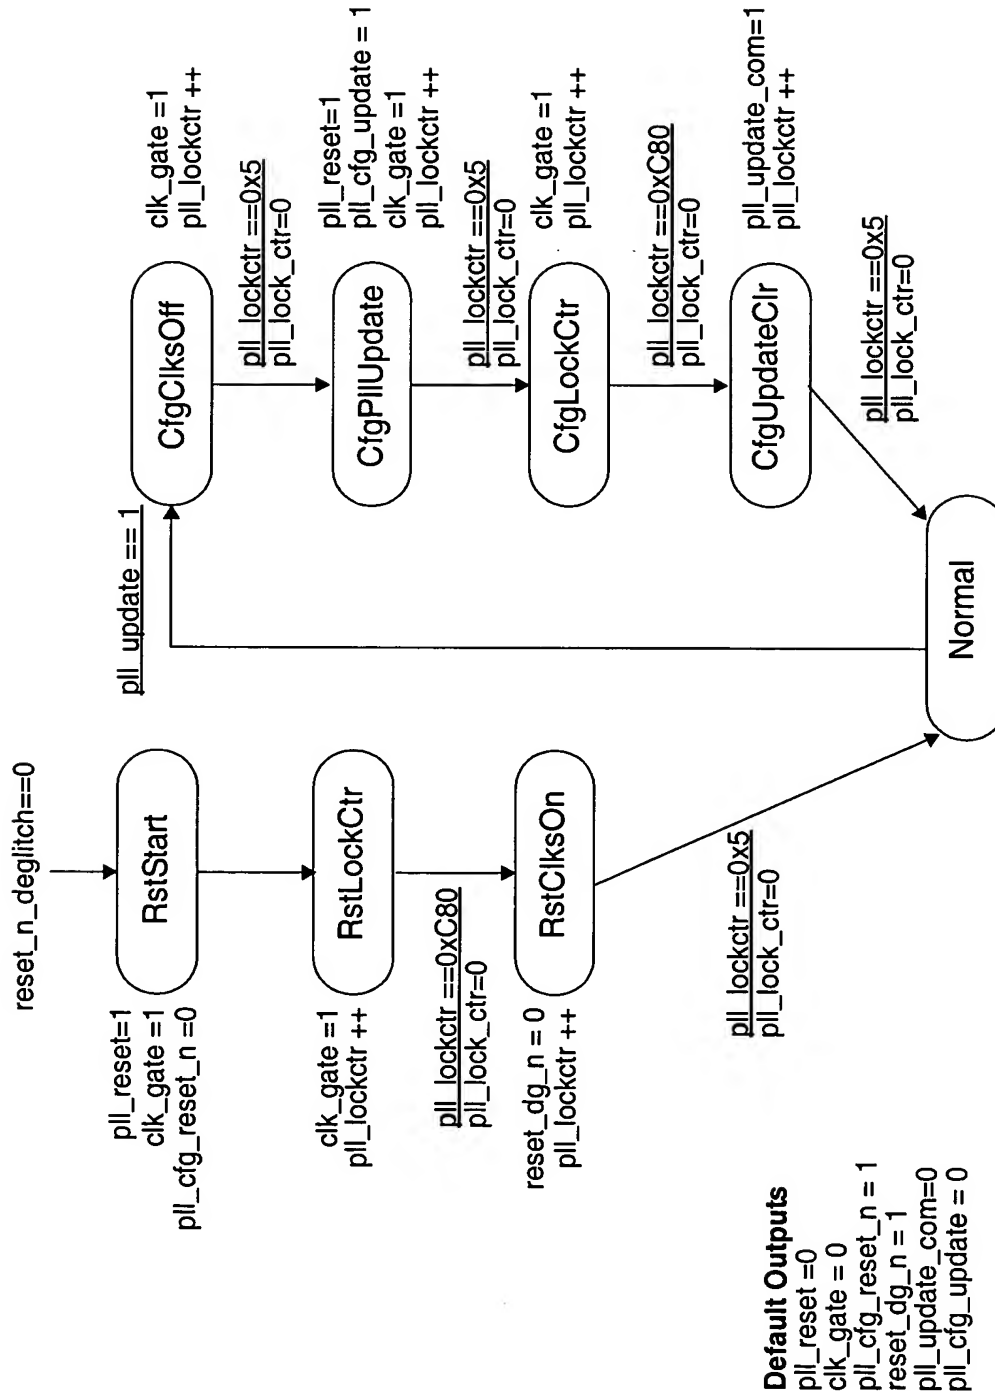 reset_n_deglitch==0
RstStart
pll_reset=1
clk_gate =1
pll_cfg_reset_n =0
RstLockCtr
clk_gate =1
pll_lockctr ++
pll_lockctr ==0xC80
pll_lock_ctr=0
RstClksOn
reset_dg_n = 0
pll_lockctr ++
pll_lockctr ==0x5
pll_lock_ctr=0
Normal
pll_update == 1
CfgClksOff
clk_gate =1
pll_lockctr ++
pll_lockctr ==0x5
pll_lock_ctr=0
CfgPllUpdate
pll_reset=1
pll_cfg_update = 1
clk_gate =1
pll_lockctr ++
pll_lockctr ==0x5
pll_lock_ctr=0
CfgLockCtr
clk_gate =1
pll_lockctr ++
pll_lockctr ==0xC80
pll_lock_ctr=0
CfgUpdateClr
pll_update_com=1
pll_lockctr ++
pll_lockctr ==0x5
pll_lock_ctr=0
Default Outputs
pll_reset =0
clk_gate = 0
pll_cfg_reset_n = 1
reset_dg_n = 1
pll_update_com=0
pll_cfg_update = 0